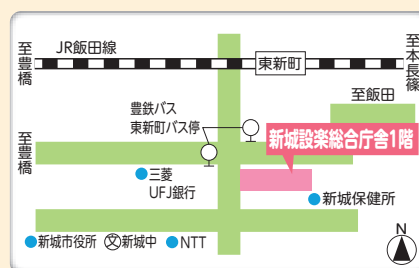 JR飯田線
至豊橋
東新町
至本長篠
至飯田
豊鉄バス
東新町バス停
至豊橋
新城設楽総合庁舎1階
三菱
UFJ銀行
新城保健所
新城市役所
文
新城中
NTT
N